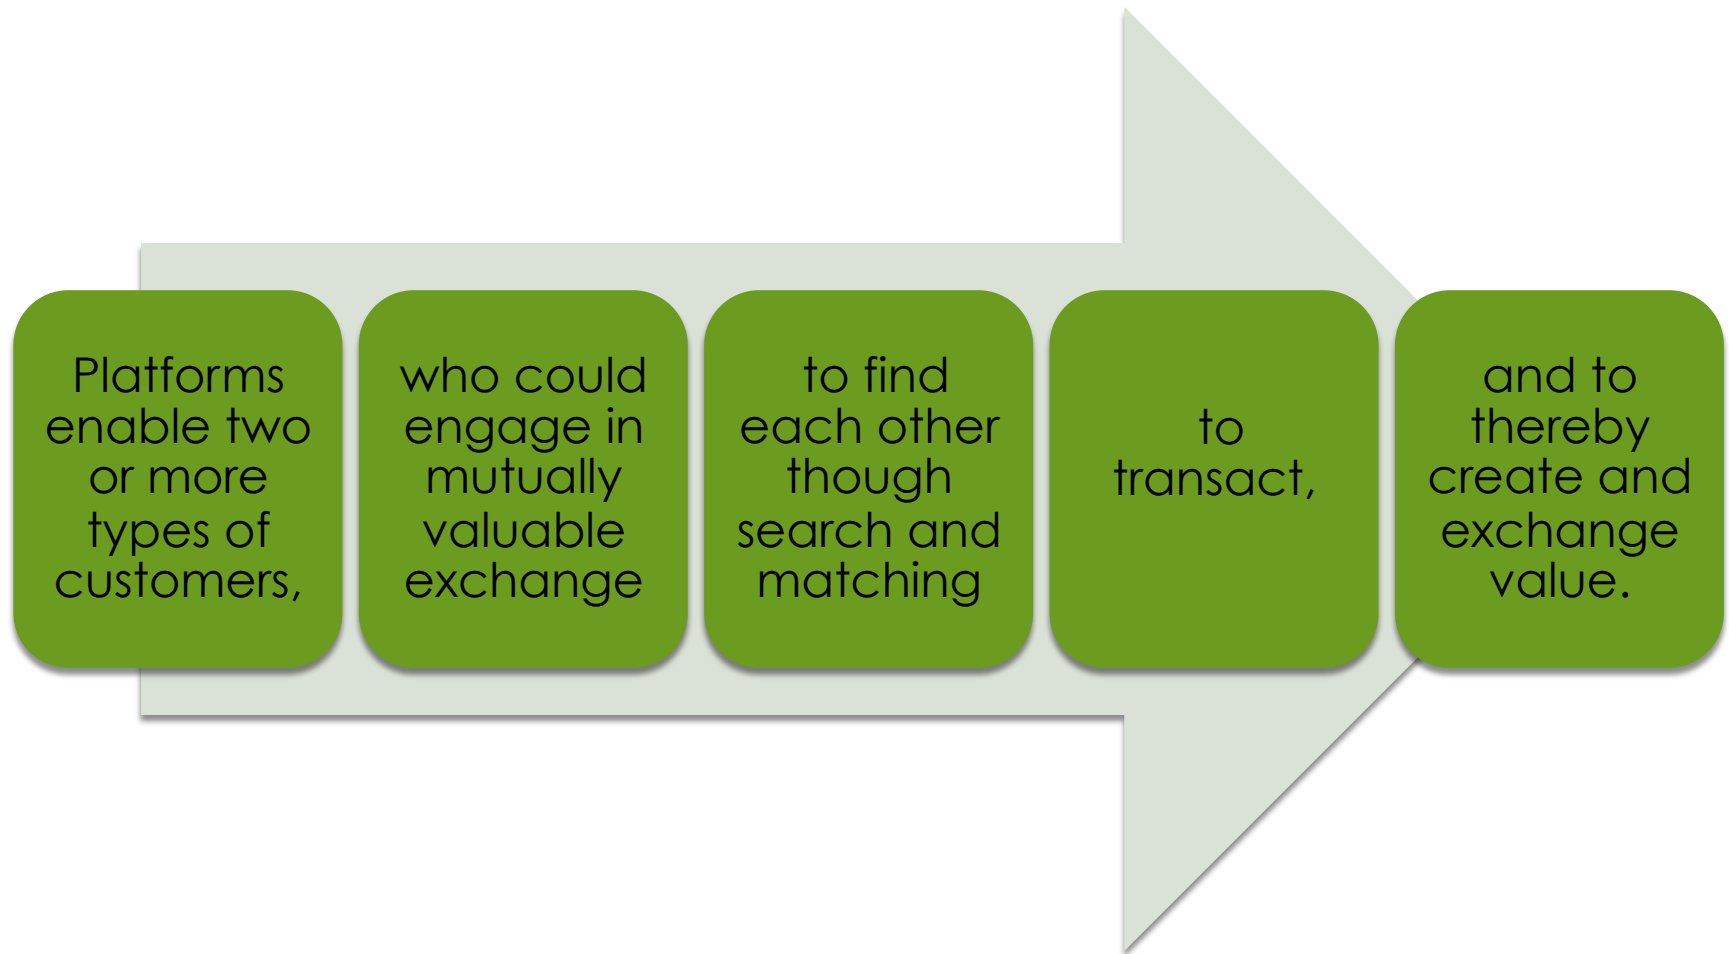 Platforms
enable two
or more
types of
customers,
who could
engage in
mutually
valuable
exchange
to find
each other
though
search and
matching
to
transact,
and to
thereby
create and
exchange
value.